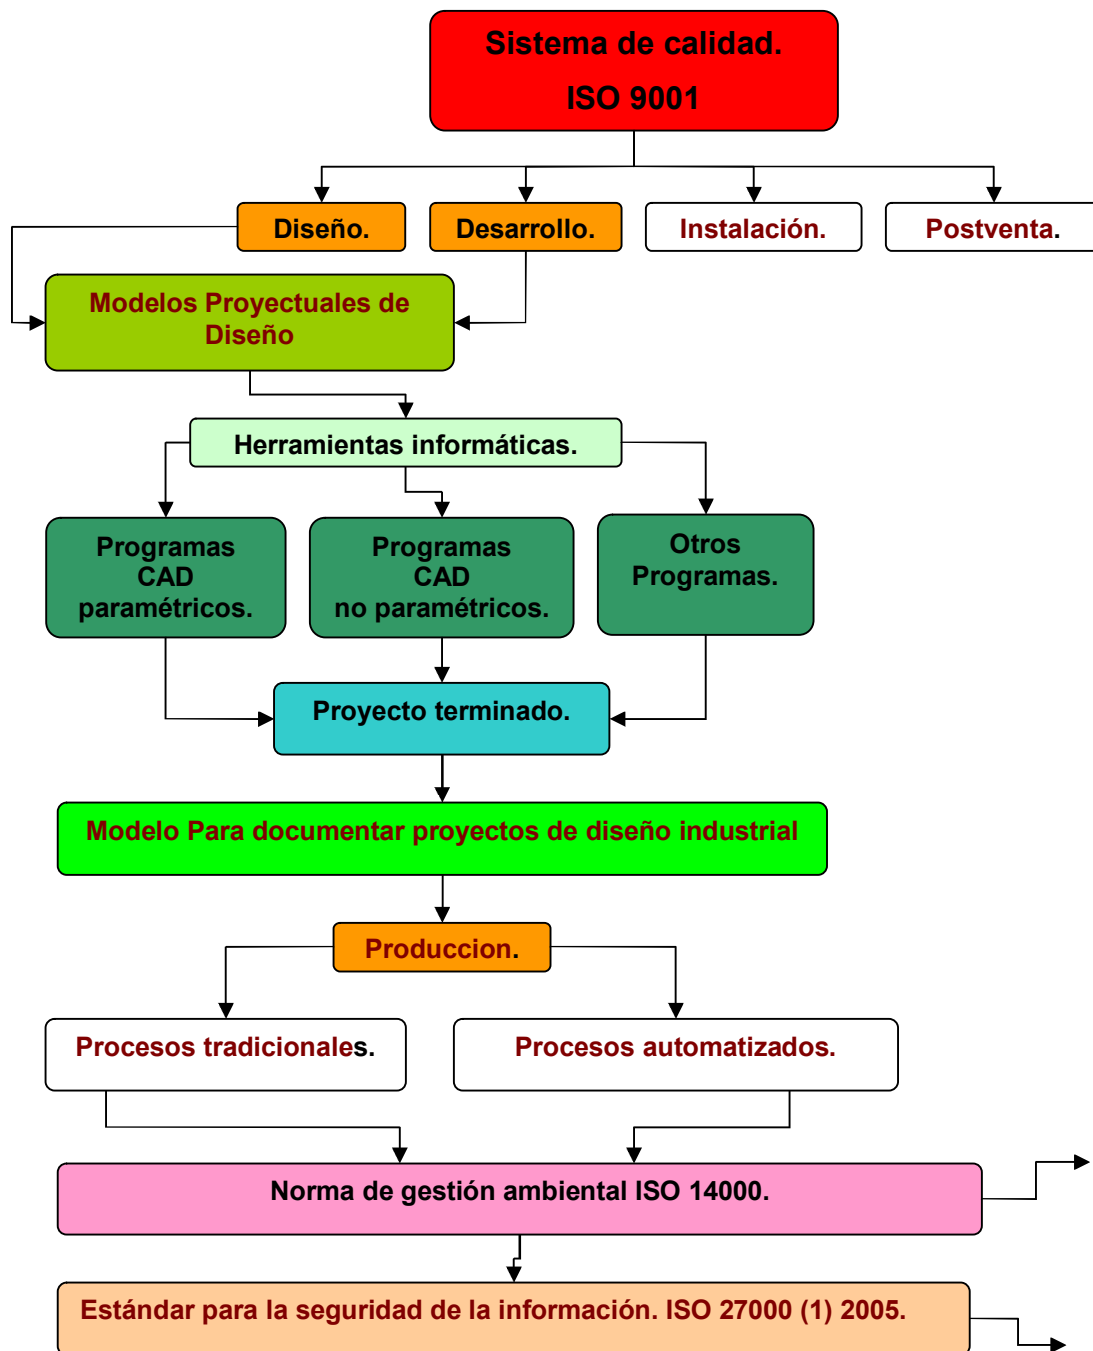 Sistema de calidad.
ISO 9001
Diseño.
Desarrollo.
Instalación.
Postventa.
Modelos Proyectuales de
Diseño
Herramientas informáticas.
Programas
CAD
paramétricos.
Programas
CAD
no paramétricos.
Otros
Programas.
Proyecto terminado.
Modelo Para documentar proyectos de diseño industrial
Produccion.
Procesos tradicionales.
Procesos automatizados.
Norma de gestión ambiental ISO 14000.
Estándar para la seguridad de la información. ISO 27000 (1) 2005.